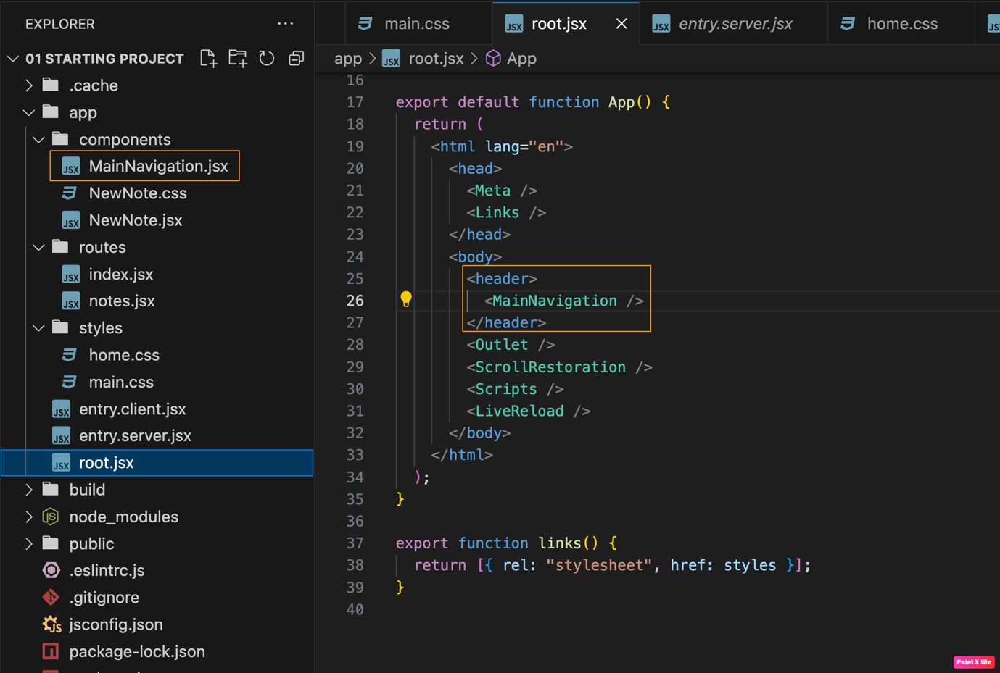 EXPLORER
01 STARTING PROJECT
.cache
app
components
MainNavigation.jsx
NewNote.css
NewNote.jsx
routes
index.jsx
notes.jsx
styles
home.css
main.css
entry.client.jsx
entry.server.jsx
root.jsx
build
node_modules
public
.eslintrc.js
.gitignore
jsconfig.json
package-lock.json
main.css
root.jsx
entry.server.jsx
home.css
app > root.jsx > App
16
17 export default function App() {
18 return (
19 <html lang="en">
20 <head>
21 <Meta />
22 <Links />
23 </head>
24 <body>
25 <header>
26 <MainNavigation />
27 </header>
28 <Outlet />
29 <ScrollRestoration />
30 <Scripts />
31 <LiveReload />
32 </body>
33 </html>
34 );
35 }
36
37 export function links() {
38 return [{ rel: "stylesheet", href: styles }];
39 }
40
Paint X lite